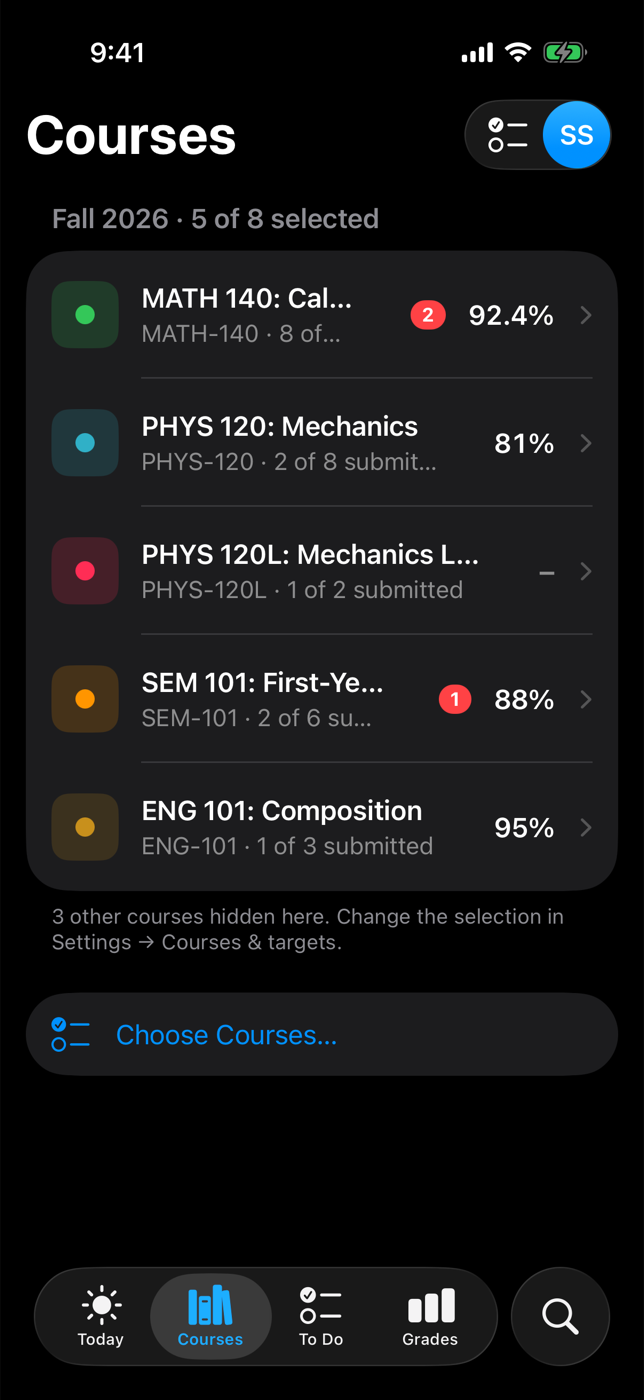 9:41
Courses
SS
Fall 2026 · 5 of 8 selected
MATH 140: Cal...
2
92.4%
MATH-140 · 8 of...
PHYS 120: Mechanics
81%
PHYS-120 · 2 of 8 submit...
PHYS 120L: Mechanics L...
–
PHYS-120L · 1 of 2 submitted
SEM 101: First-Ye...
1
88%
SEM-101 · 2 of 6 su...
ENG 101: Composition
95%
ENG-101 · 1 of 3 submitted
3 other courses hidden here. Change the selection in
Settings → Courses & targets.
Choose Courses...
Today
Courses
To Do
Grades